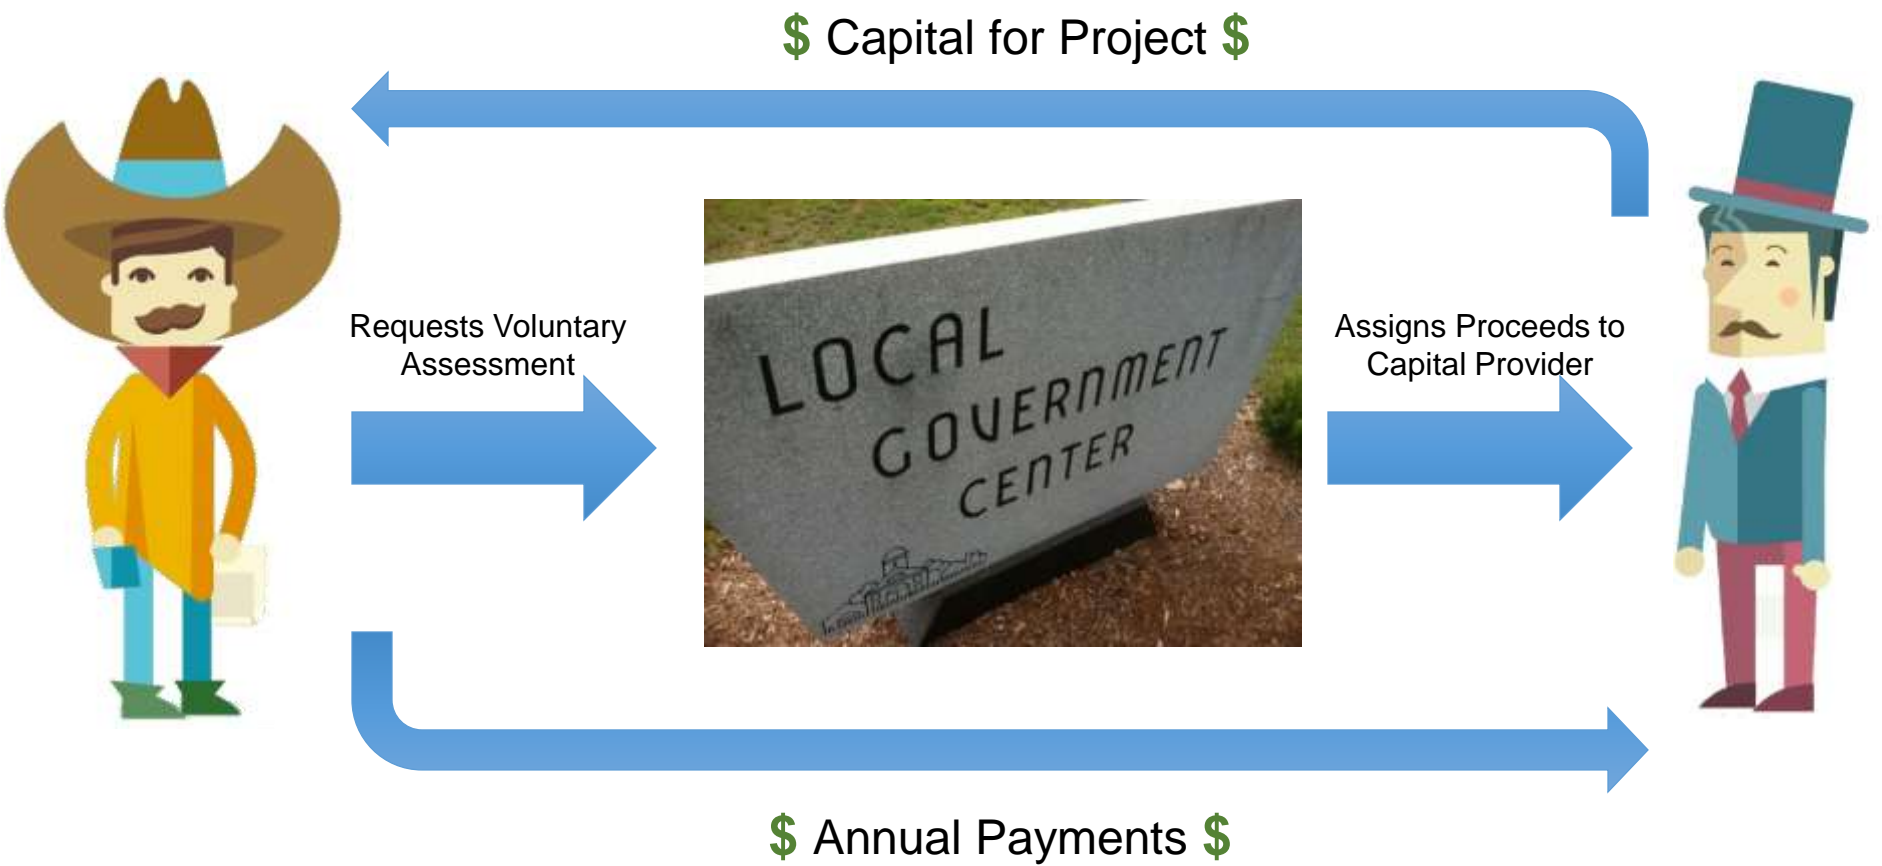 $ Capital for Project $
Requests Voluntary
Assessment
LOCAL
GOVERNMENT
CENTER
Assigns Proceeds to
Capital Provider
$ Annual Payments $